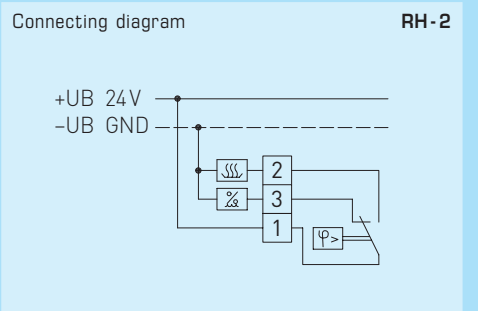 Connecting diagram RH-2
+UB 24V
-UB GND
2
%
3
1
φ>